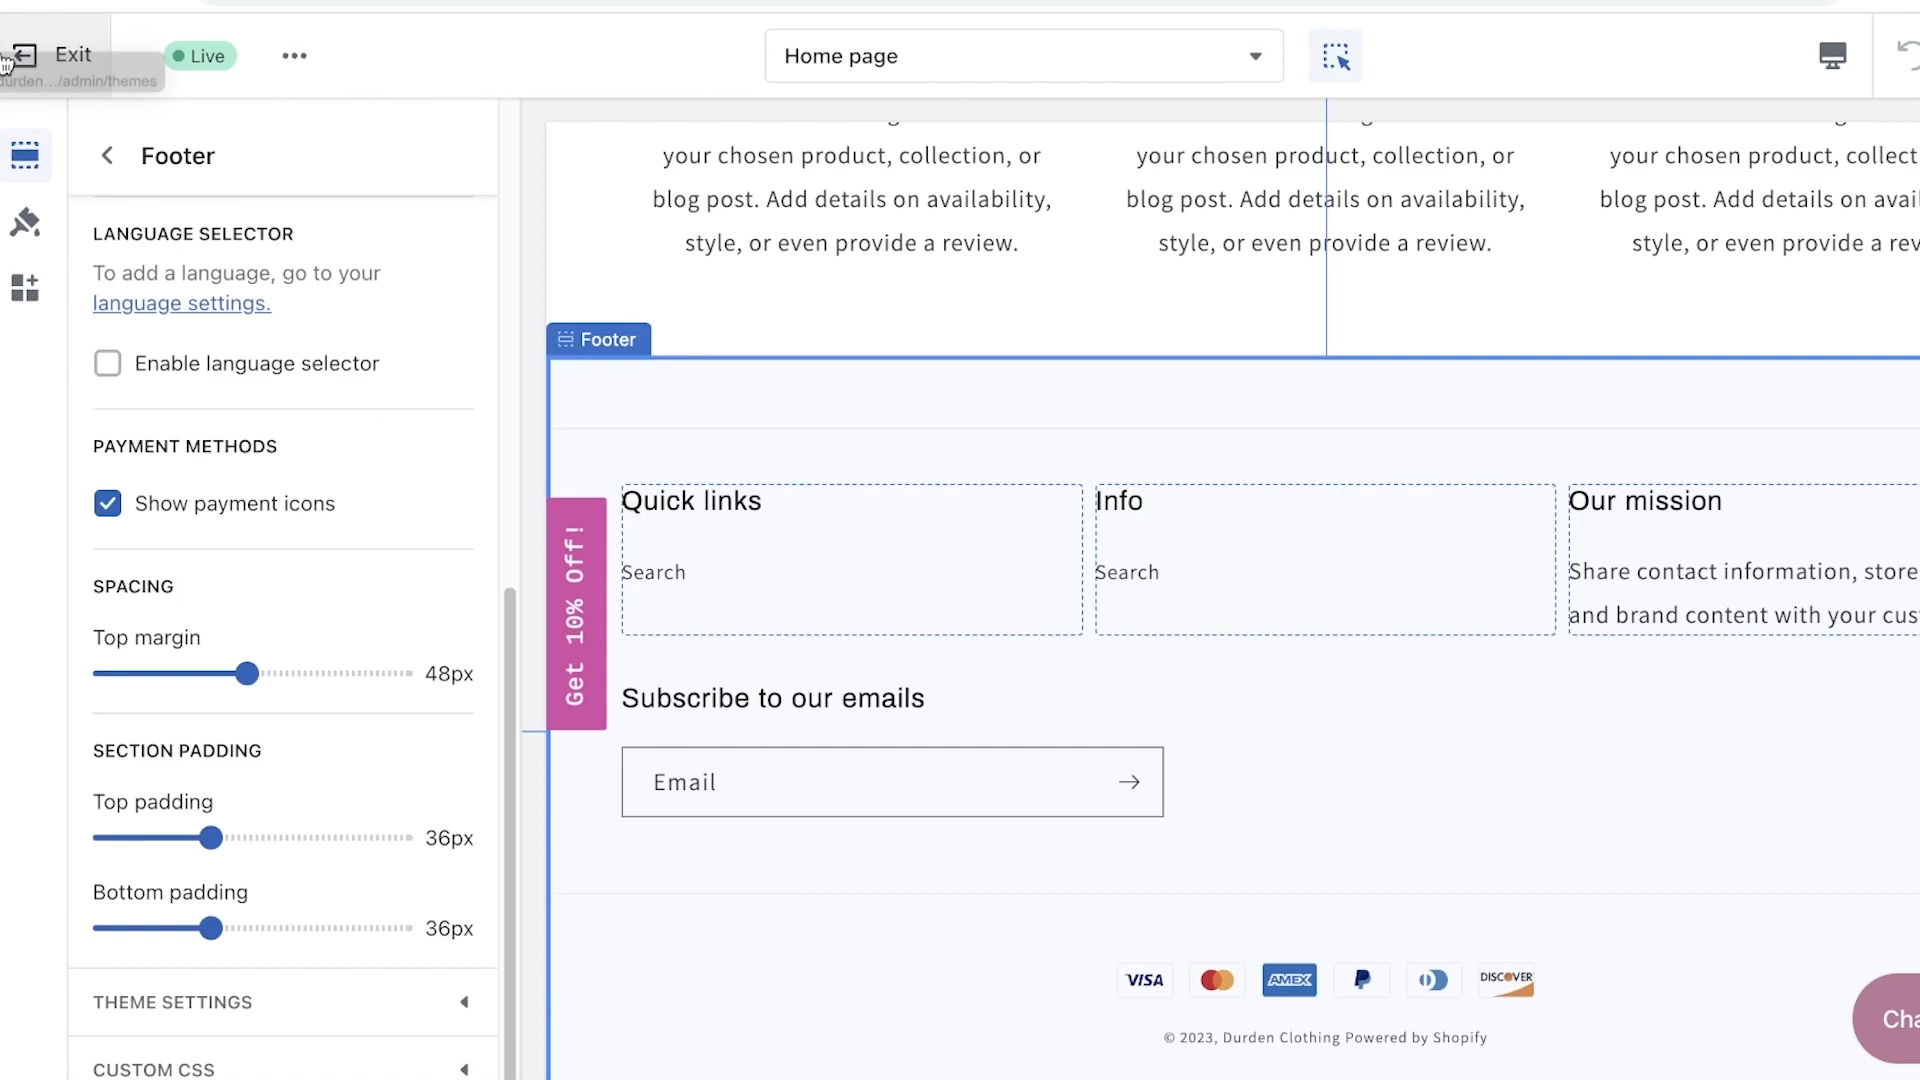 Exit
Live
Home page
durden.../admin/themes
Footer
LANGUAGE SELECTOR
To add a language, go to your
language settings.
Enable language selector
PAYMENT METHODS
Show payment icons
SPACING
Top margin
48px
SECTION PADDING
Top padding
36px
Bottom padding
36px
THEME SETTINGS
CUSTOM CSS
your chosen product, collection, or
blog post. Add details on availability,
style, or even provide a review.
your chosen product, collection, or
blog post. Add details on availability,
style, or even provide a review.
your chosen product, collect
blog post. Add details on avail
style, or even provide a rev
Footer
Get 10% Off!
Quick links
Search
Info
Search
Our mission
Share contact information, store
and brand content with your cus
Subscribe to our emails
Email
VISA
AMEX
DISCOVER
© 2023, Durden Clothing Powered by Shopify
Cha